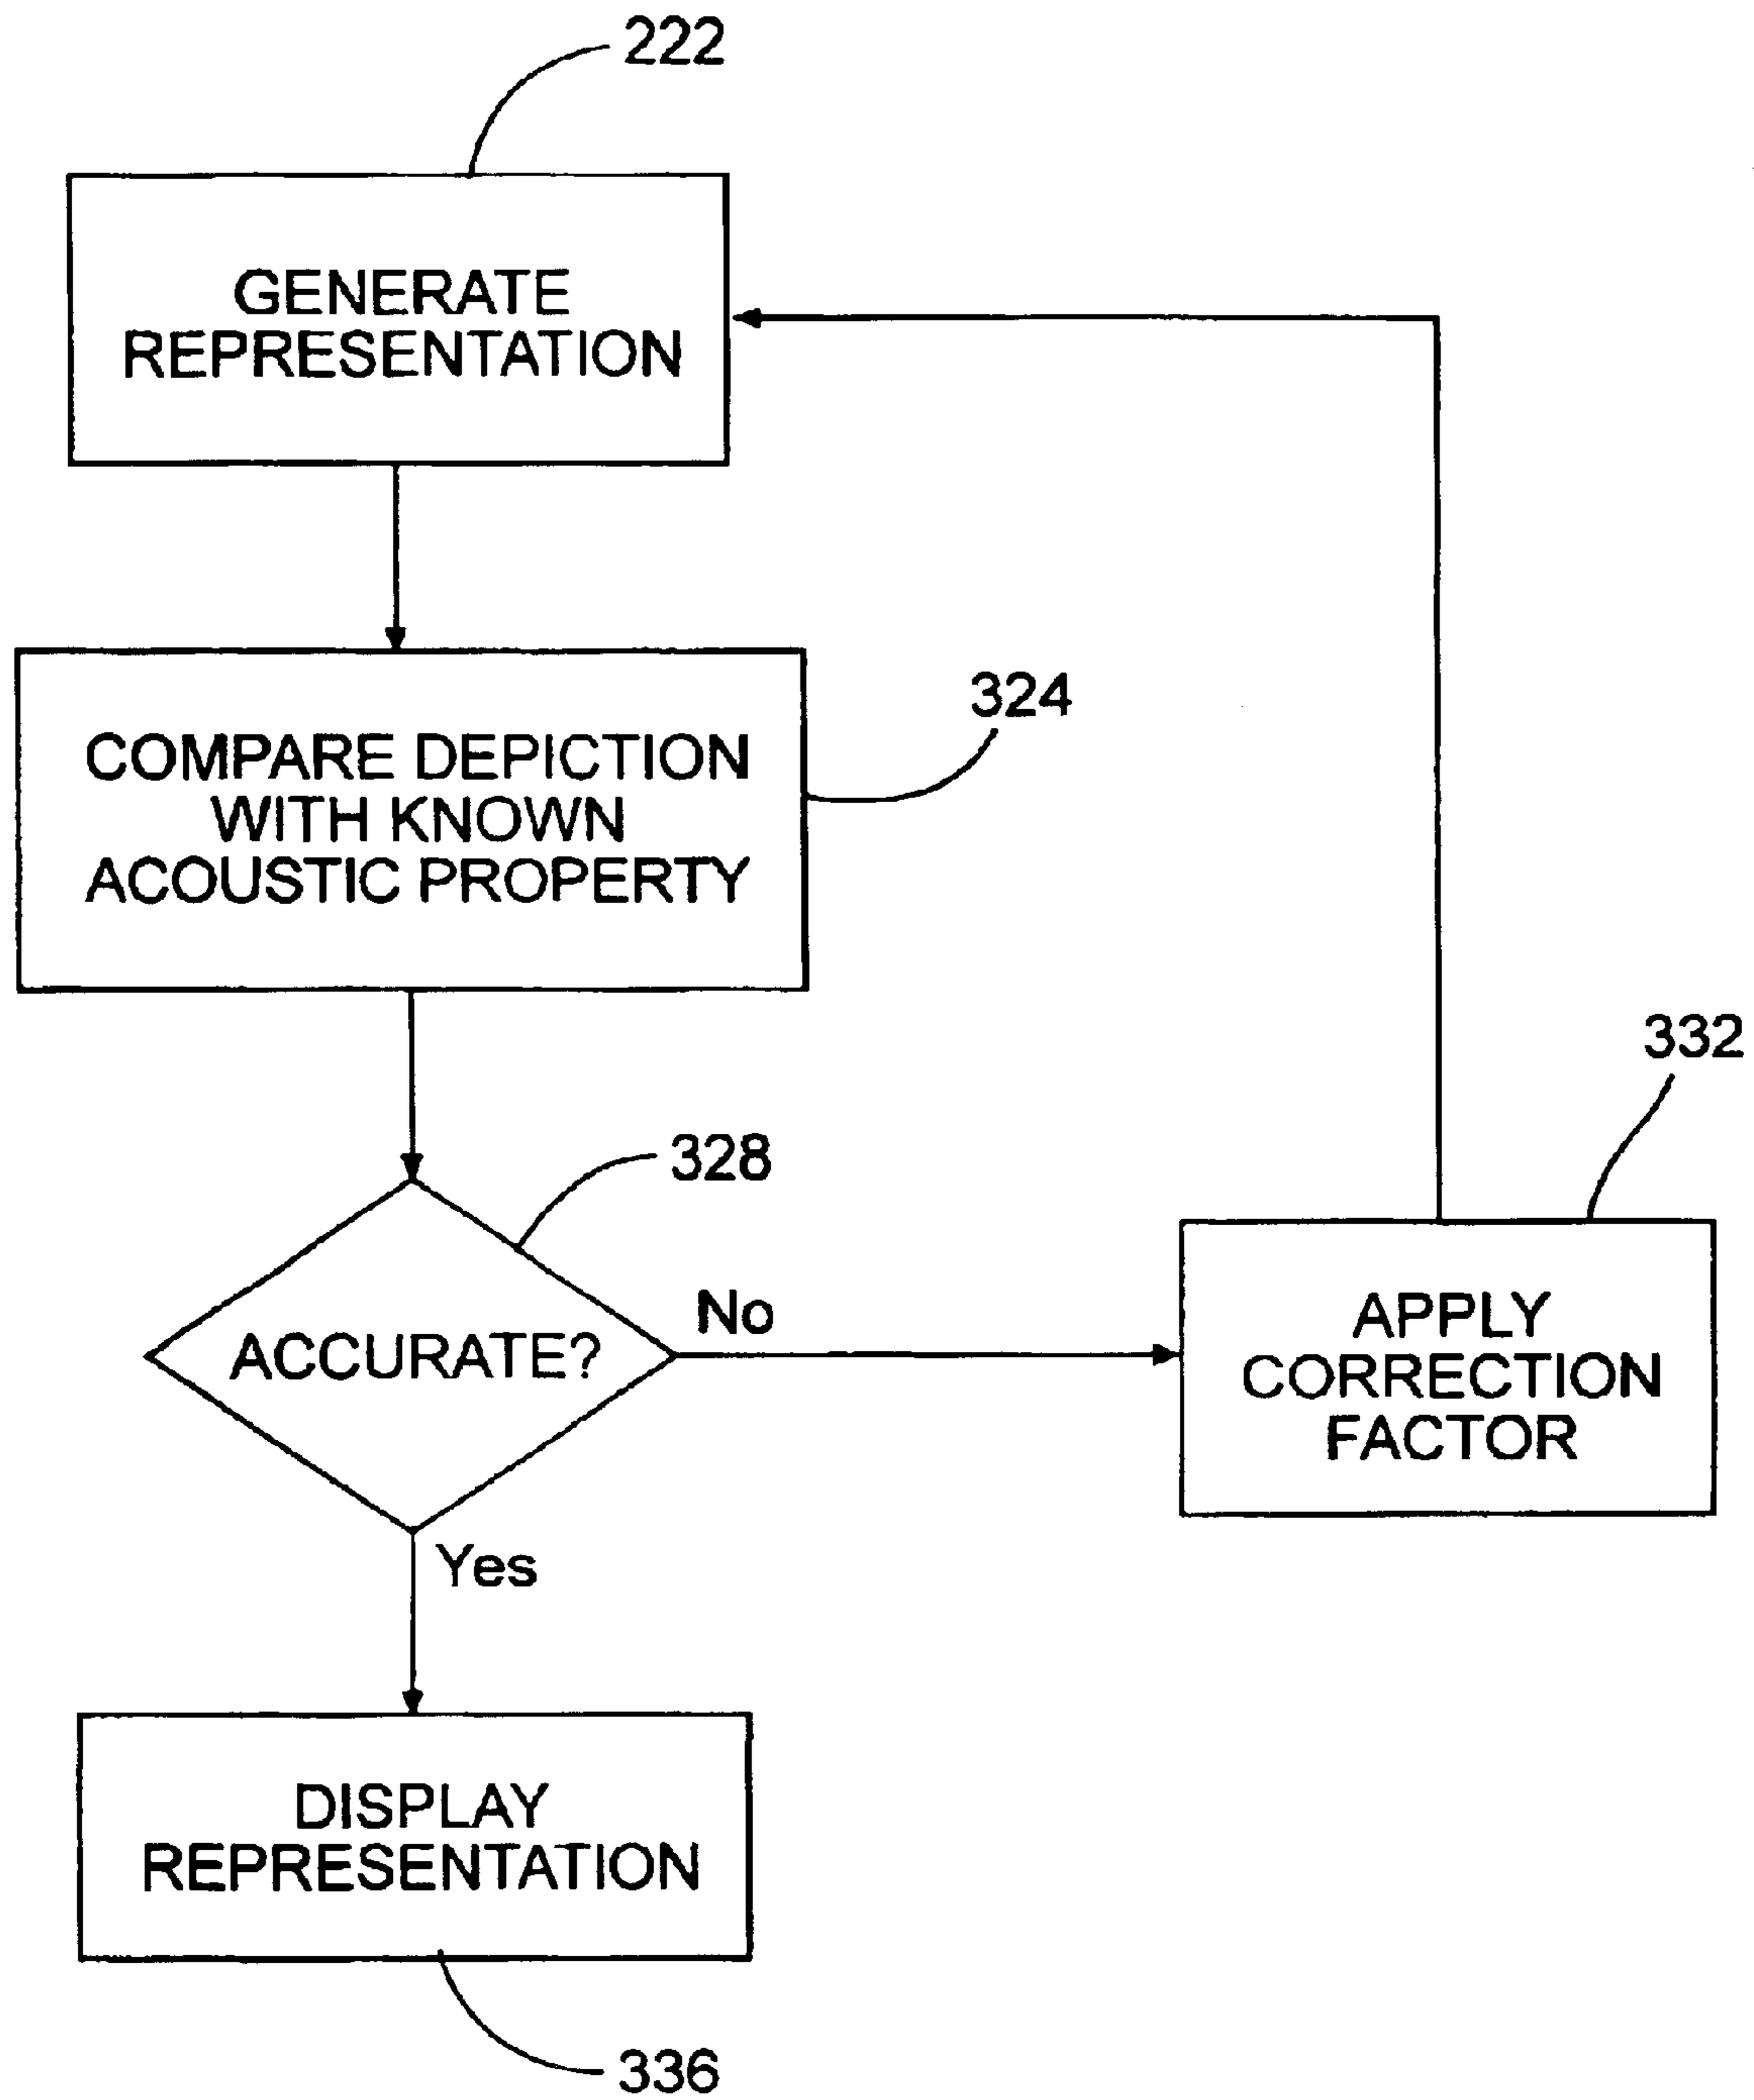 222
GENERATE
REPRESENTATION
COMPARE DEPICTION
WITH KNOWN
ACOUSTIC PROPERTY
324
328
ACCURATE?
No
332
APPLY
CORRECTION
FACTOR
Yes
DISPLAY
REPRESENTATION
336